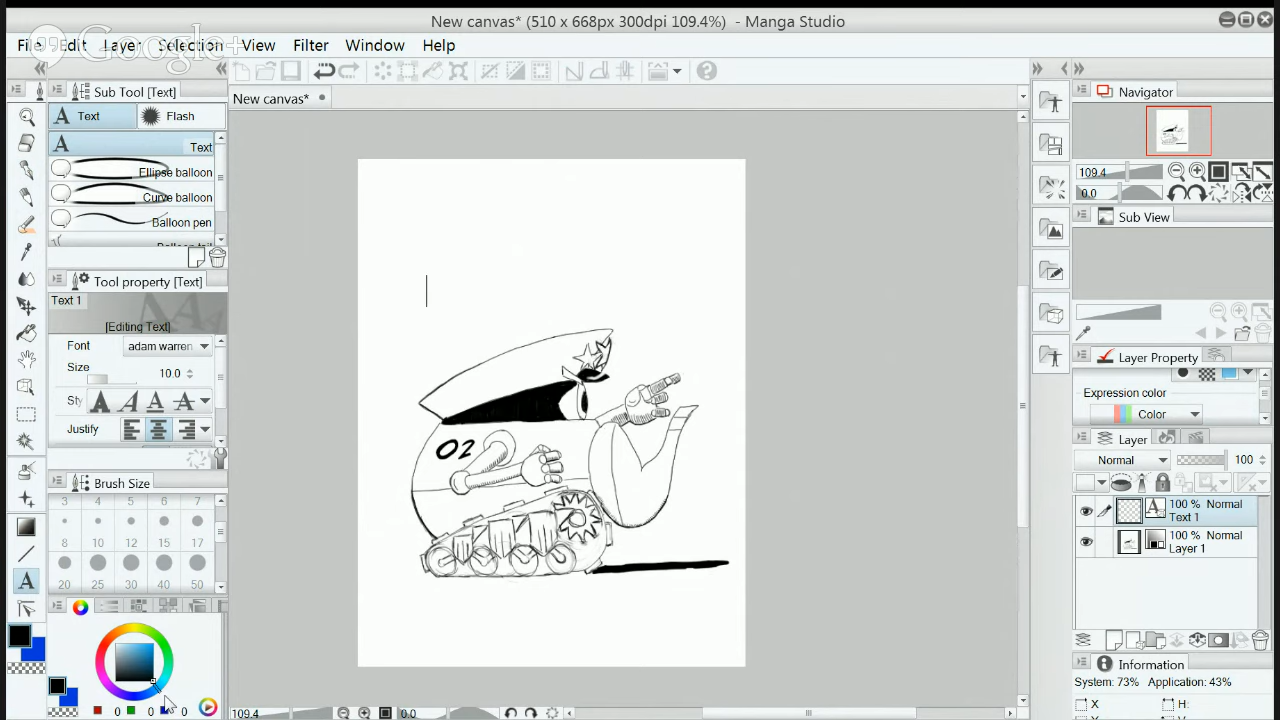 New canvas* (510 x 668px 300dpi 109.4%) - Manga Studio
Google+
File Edit Layer Selection View Filter Window Help
Sub Tool [Text]
New canvas*
Text
Flash
Text
Ellipse balloon
Curve balloon
Balloon pen
Balloon tail
Tool property [Text]
Text 1
[Editing Text]
Font adam warren
Size 10.0
Justify
Brush Size
3 4 5 6 7
8 10 12 15 17
20 25 30 40 50
0 0 0
02
109.4 0.0
Navigator
109.4
0.0
Sub View
Layer Property
Expression color
Color
Layer
Normal 100
100 % Normal
Text 1
100 % Normal
Layer 1
Information
System: 73% Application: 43%
X H: